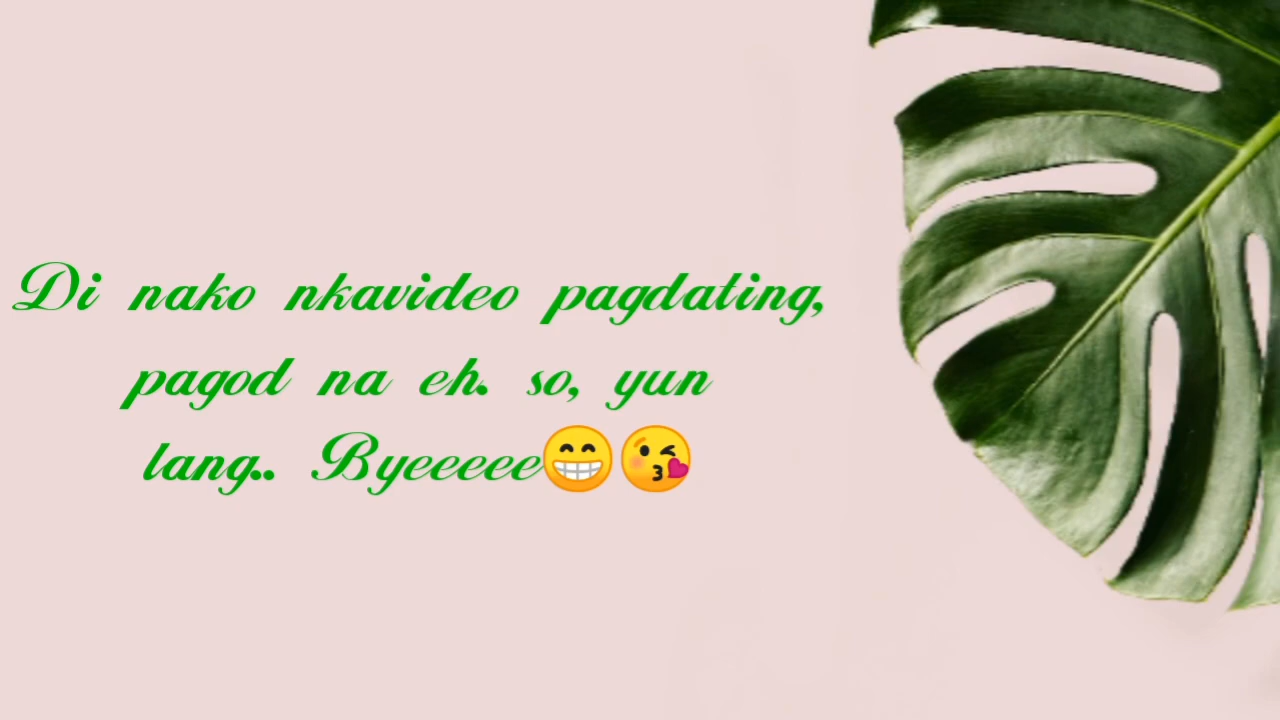 Di nako nkavideo pagdating,
pagod na eh. so, yun
lang.. Byeeeee😁😘